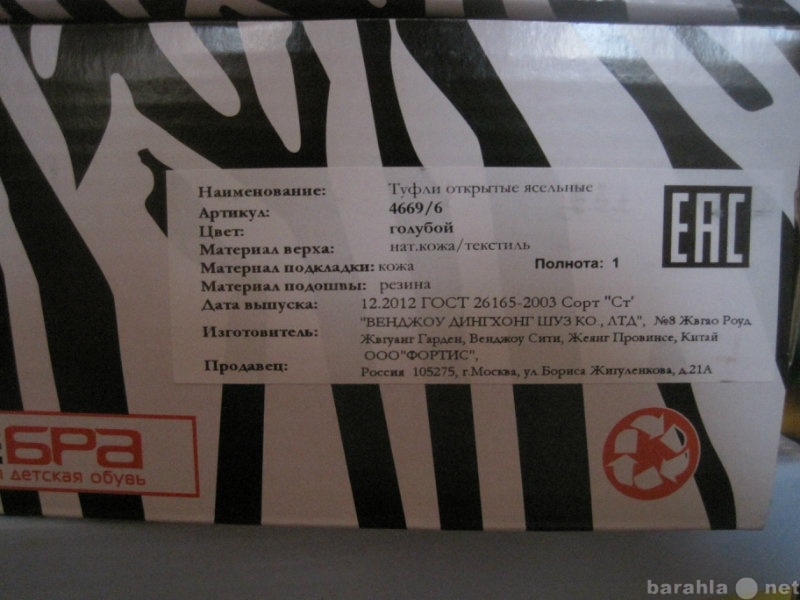 Наименование: Туфли открытые ясельные
Артикул: 4669/6
Цвет: голубой
Материал верха: нат.кожа/текстиль
Материал подкладки: кожа Полнота: 1
Материал подошвы: резина
Дата выпуска: 12.2012 ГОСТ 26165-2003 Сорт "Ст'
Изготовитель: "ВЕНДЖОУ ДИНГХОНГ ШУЗ КО., ЛТД", №8 Жвгао Роуд
Жвгуанг Гарден, Венджоу Сити, Жеянг Провинсе, Китай
Продавец: ООО"ФОРТИС",
Россия 105275, г.Москва, ул.Бориса Жигуленкова, д.21А
EAC
БРА
я детская обувь
barahla.net